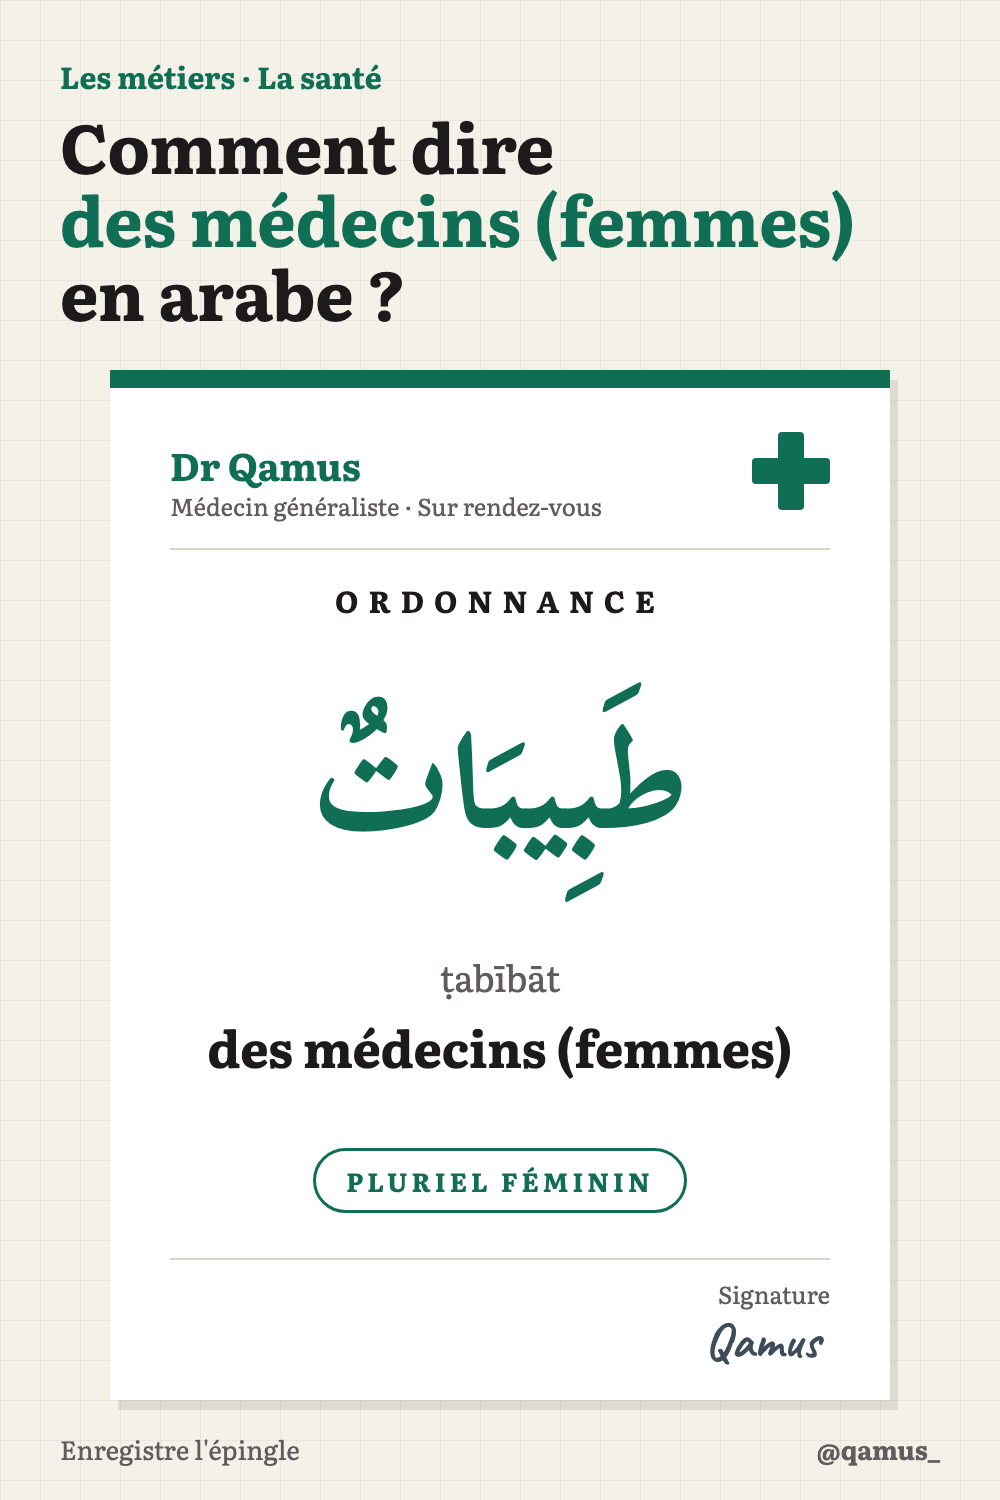 Les métiers · La santé
Comment dire
des médecins (femmes)
en arabe ?
Dr Qamus
Médecin généraliste · Sur rendez-vous
ORDONNANCE
طَبِيبَاتٌ
ṭabībāt
des médecins (femmes)
PLURIEL FÉMININ
Signature
Qamus
Enregistre l'épingle
@qamus_